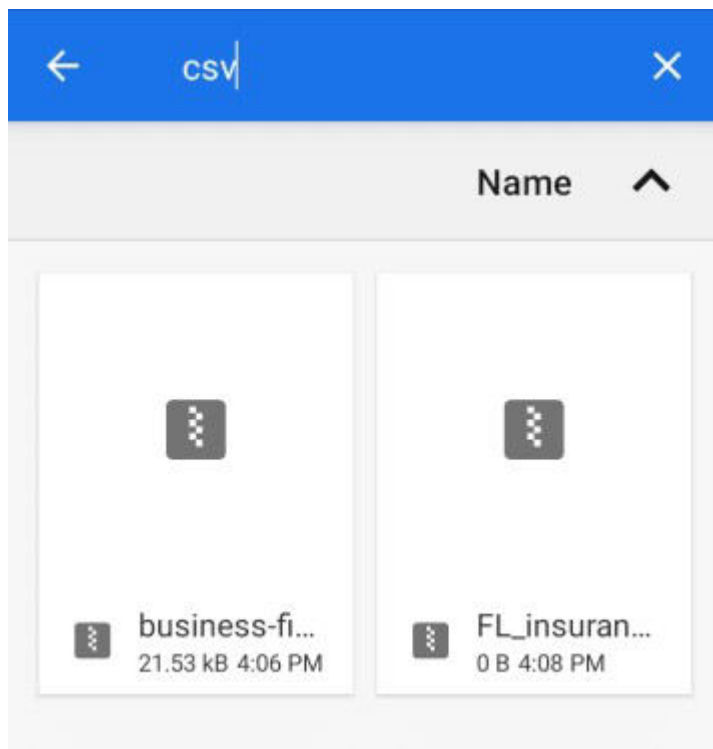 csv
Name
business-fi...
21.53 kB 4:06 PM
FL_insuran...
0 B 4:08 PM